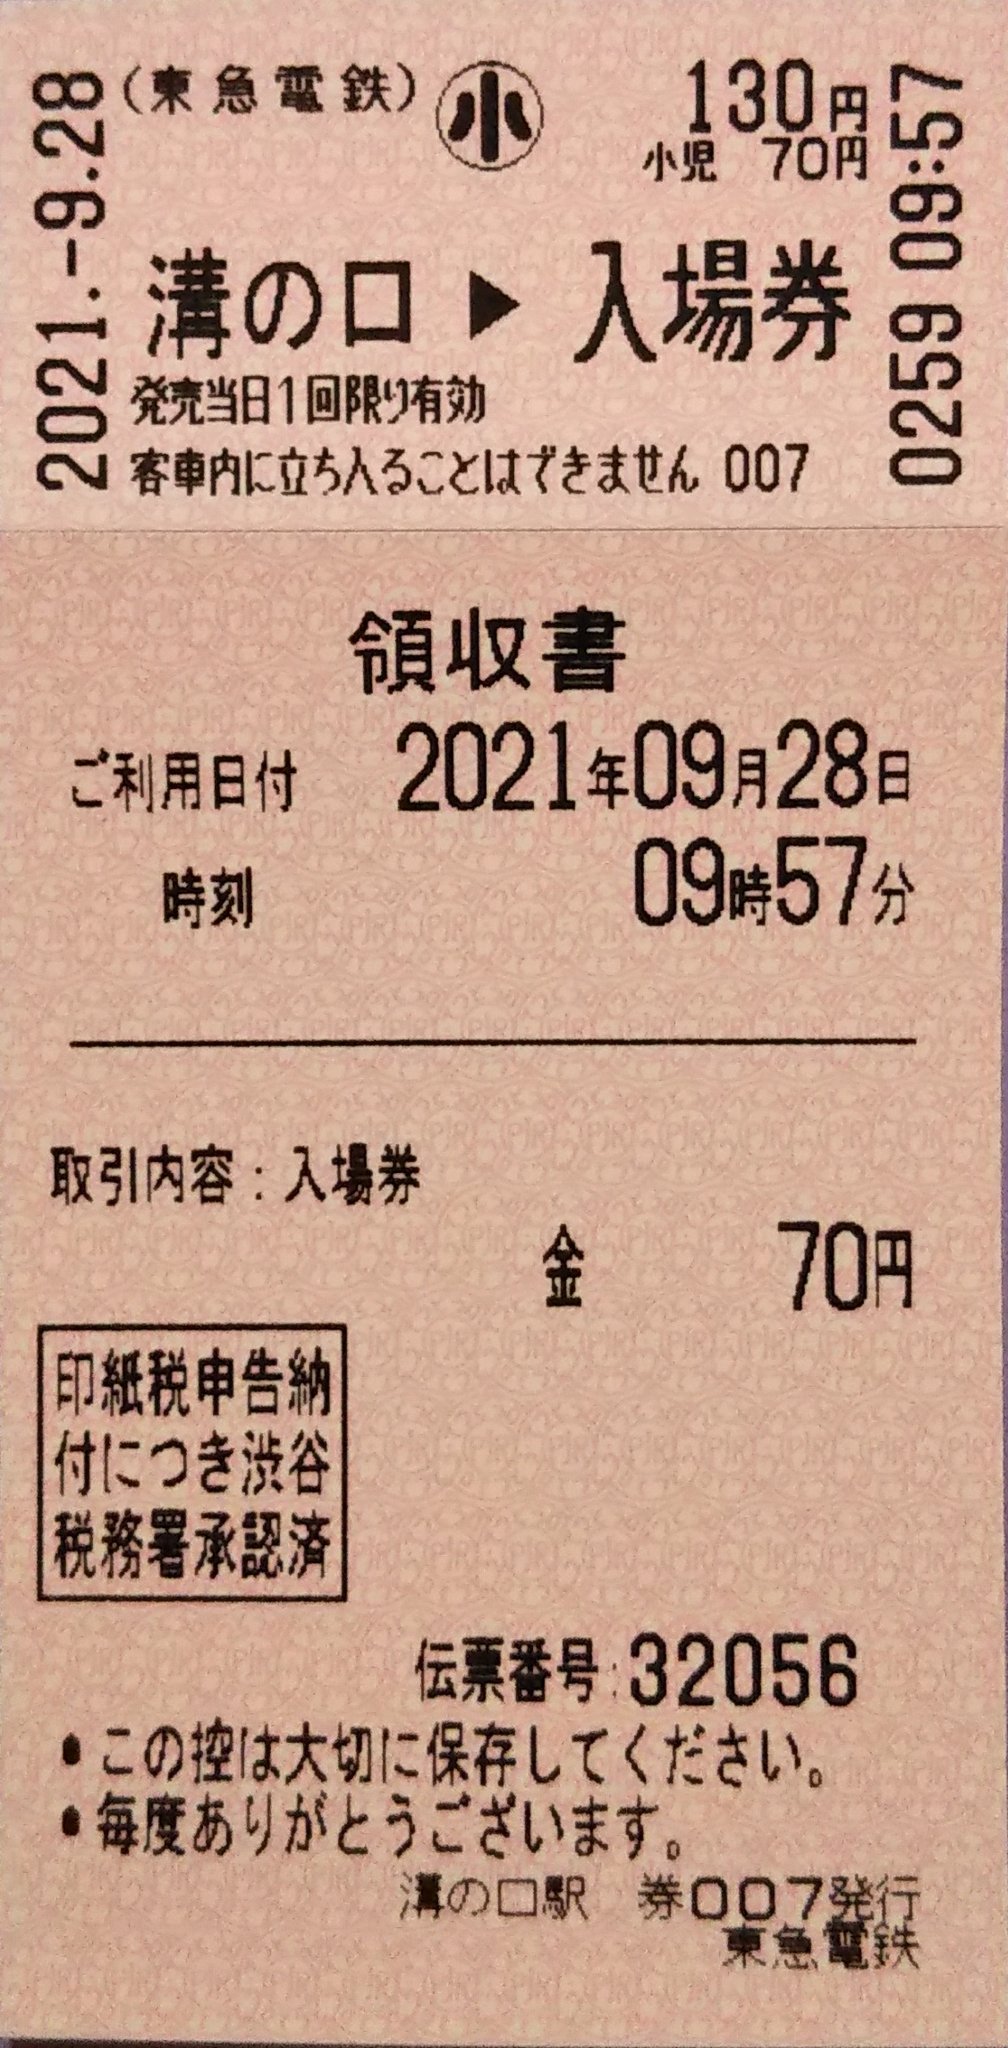 2021.-9.28
(東急電鉄) 小 130円
小児 70円
溝の口▶入場券
発売当日1回限り有効
客車内に立ち入ることはできません 007
0259 09:57
領収書
ご利用日付 2021年09月28日
時刻 09時57分
取引内容:入場券
金 70円
印紙税申告納
付につき渋谷
税務署承認済
伝票番号:32056
●この控は大切に保存してください。
●毎度ありがとうございます。
溝の口駅 券007発行
東急電鉄